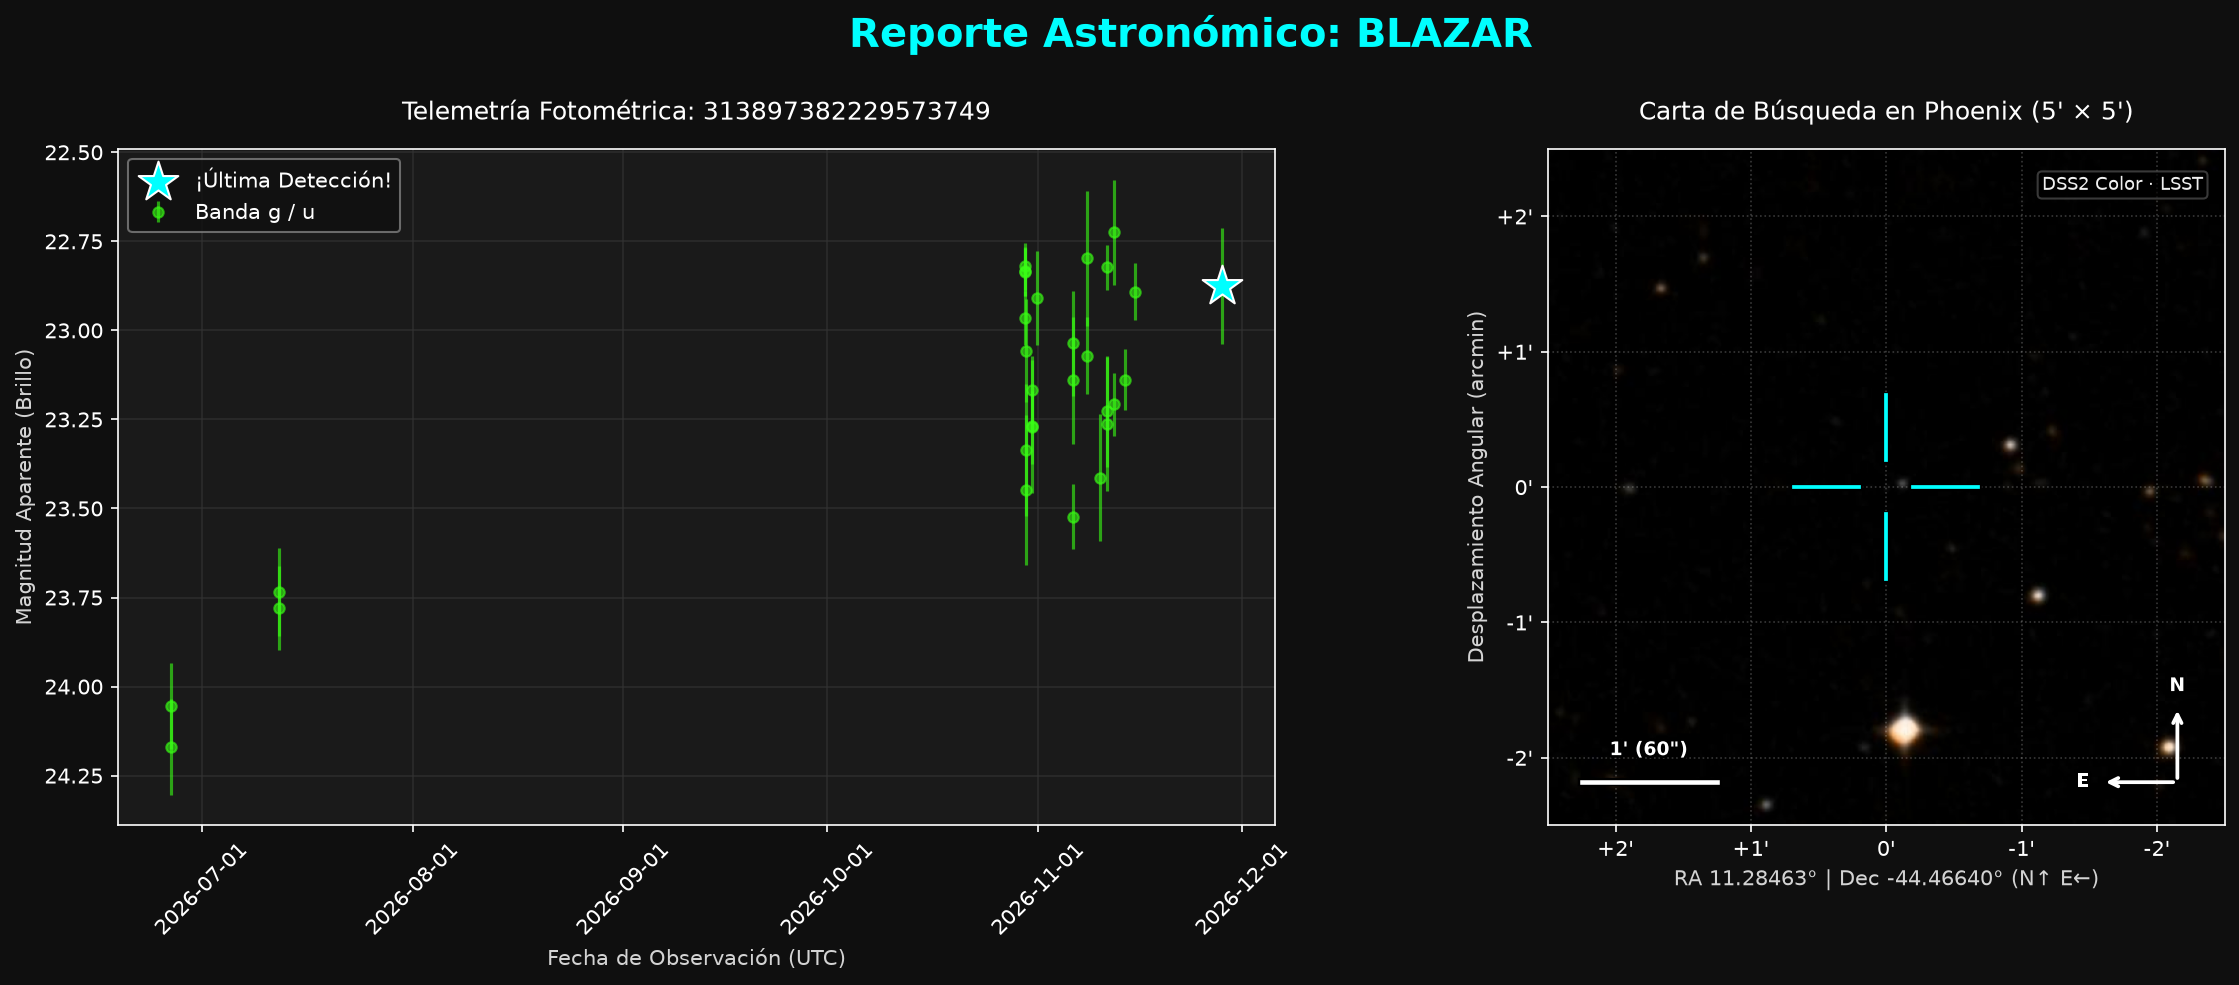 Reporte Astronómico: BLAZAR
Telemetría Fotométrica: 313897382229573749
¡Última Detección!
Banda g / u
Magnitud Aparente (Brillo)
22.50
22.75
23.00
23.25
23.50
23.75
24.00
24.25
2026-07-01
2026-08-01
2026-09-01
2026-10-01
2026-11-01
2026-12-01
Fecha de Observación (UTC)
Carta de Búsqueda en Phoenix (5' × 5')
DSS2 Color · LSST
Desplazamiento Angular (arcmin)
+2'
+1'
0'
-1'
-2'
N
E
1' (60")
+2'
+1'
0'
-1'
-2'
RA 11.28463° | Dec -44.46640° (N↑ E←)